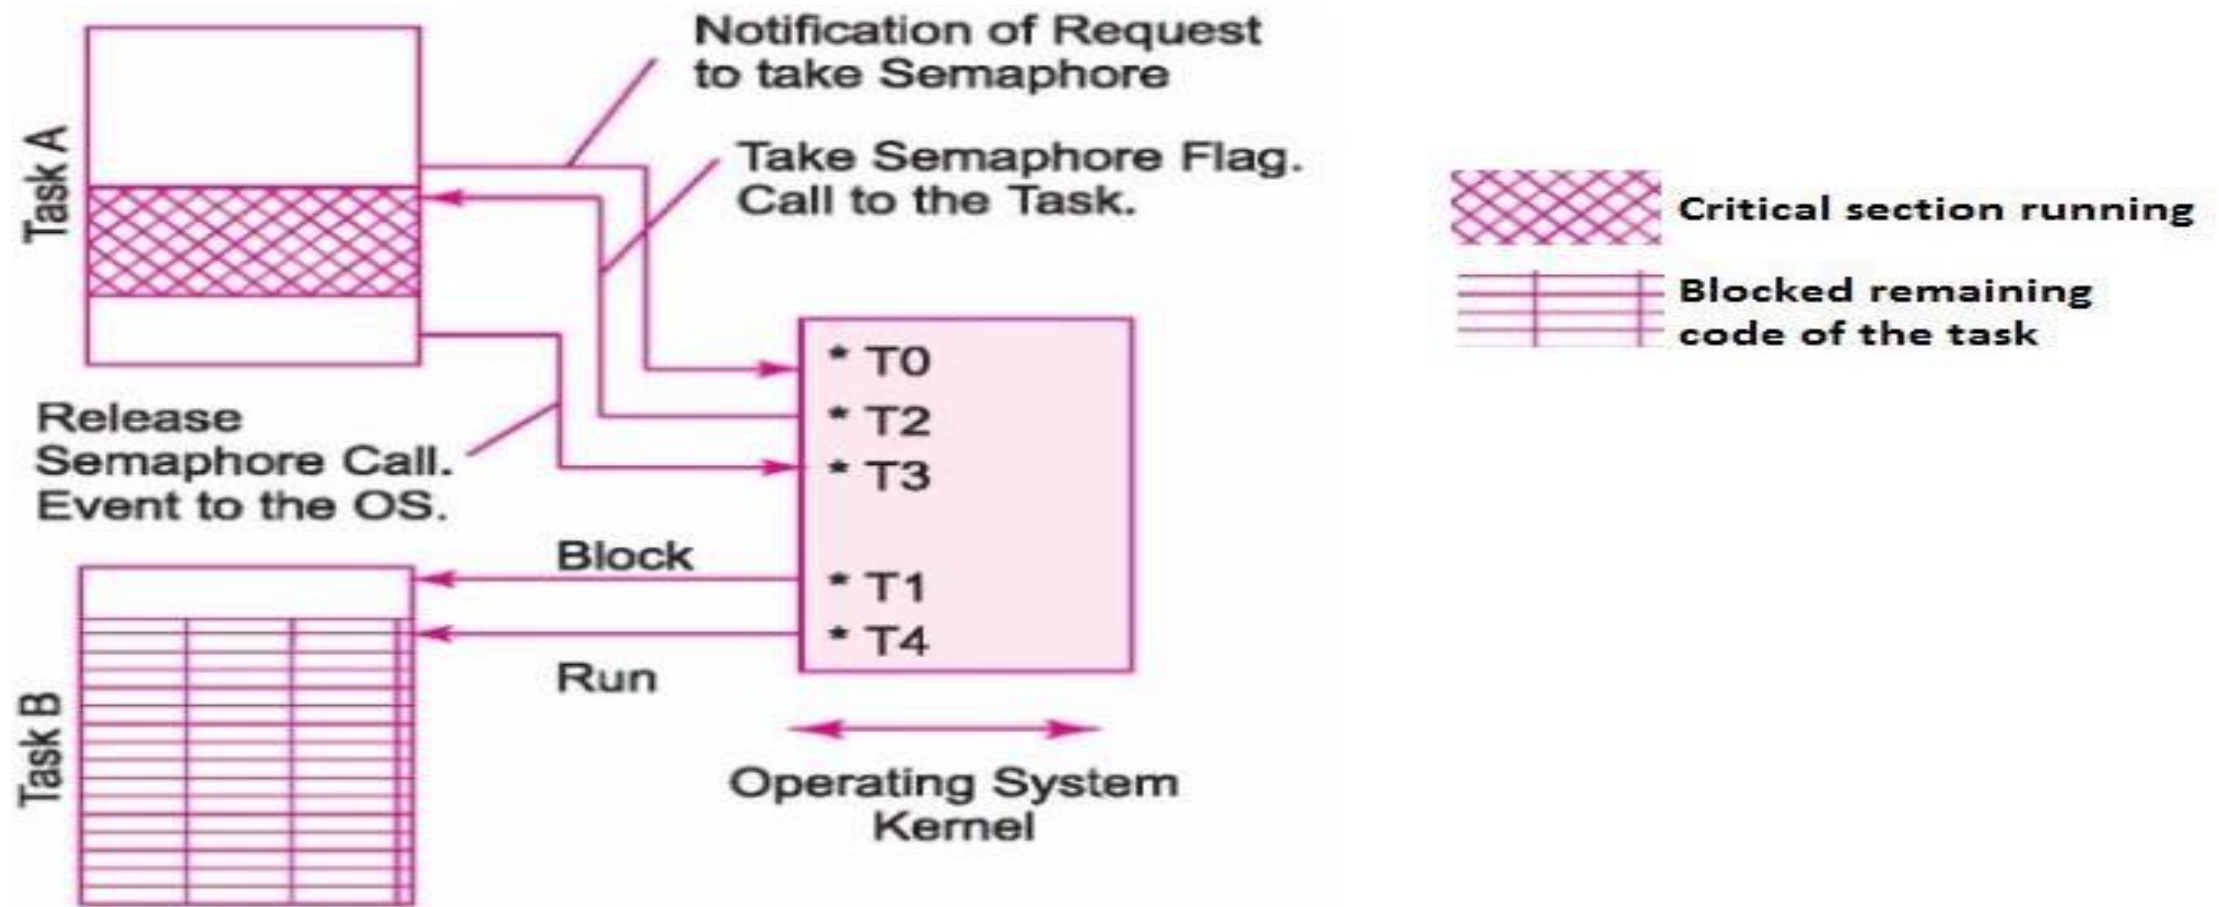 Notification of Request
to take Semaphore
Task A
Take Semaphore Flag.
Call to the Task.
Critical section running
Blocked remaining
code of the task
* T0
* T2
* T3
Release
Semaphore Call.
Event to the OS.
Block
* T1
* T4
Run
Task B
Operating System
Kernel